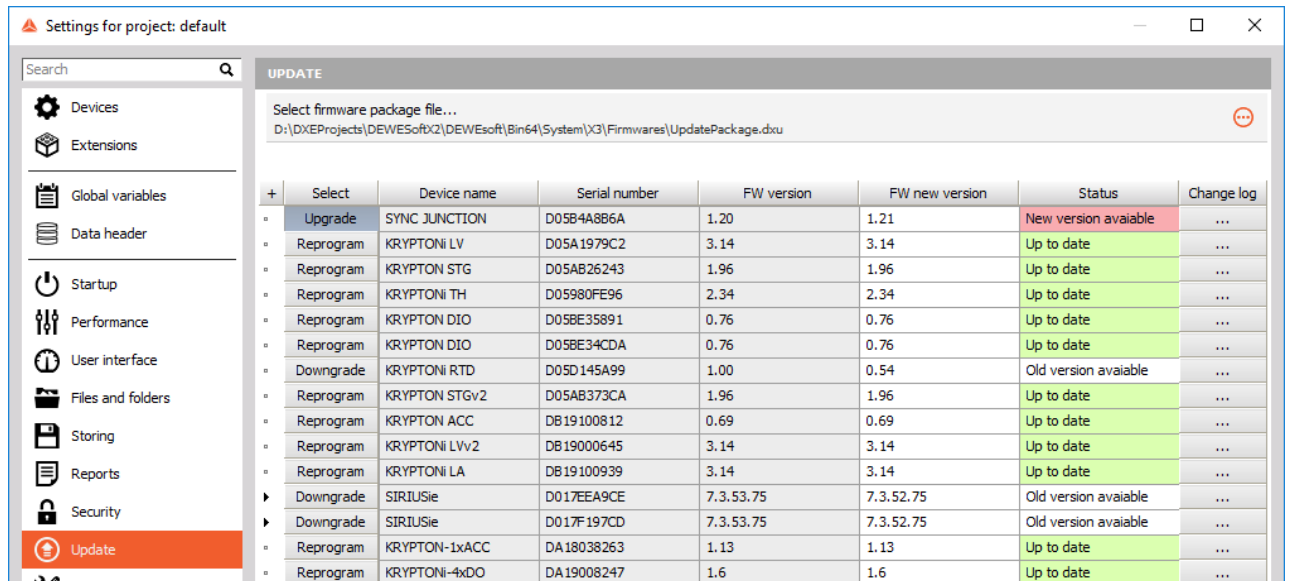 Settings for project: default
Search
UPDATE
Devices
Extensions
Global variables
Data header
Startup
Performance
User interface
Files and folders
Storing
Reports
Security
Update
Select firmware package file...
D:\DXEProjects\DEWESoftX2\DEWEsoft\Bin64\System\X3\Firmwares\UpdatePackage.dxu
+ Select Device name Serial number FW version FW new version Status Change log
Upgrade SYNC JUNCTION D05B4A8B6A 1.20 1.21 New version avaiable ...
Reprogram KRYPTONi LV D05A1979C2 3.14 3.14 Up to date ...
Reprogram KRYPTON STG D05AB26243 1.96 1.96 Up to date ...
Reprogram KRYPTONi TH D05980FE96 2.34 2.34 Up to date ...
Reprogram KRYPTON DIO D05BE35891 0.76 0.76 Up to date ...
Reprogram KRYPTON DIO D05BE34CDA 0.76 0.76 Up to date ...
Downgrade KRYPTONi RTD D05D145A99 1.00 0.54 Old version avaiable ...
Reprogram KRYPTON STGv2 D05AB373CA 1.96 1.96 Up to date ...
Reprogram KRYPTON ACC DB19100812 0.69 0.69 Up to date ...
Reprogram KRYPTONi LVv2 DB19000645 3.14 3.14 Up to date ...
Reprogram KRYPTONi LA DB19100939 3.14 3.14 Up to date ...
Downgrade SIRIUSie D017EEA9CE 7.3.53.75 7.3.52.75 Old version avaiable ...
Downgrade SIRIUSie D017F197CD 7.3.53.75 7.3.52.75 Old version avaiable ...
Reprogram KRYPTON-1xACC DA18038263 1.13 1.13 Up to date ...
Reprogram KRYPTONi-4xDO DA19008247 1.6 1.6 Up to date ...